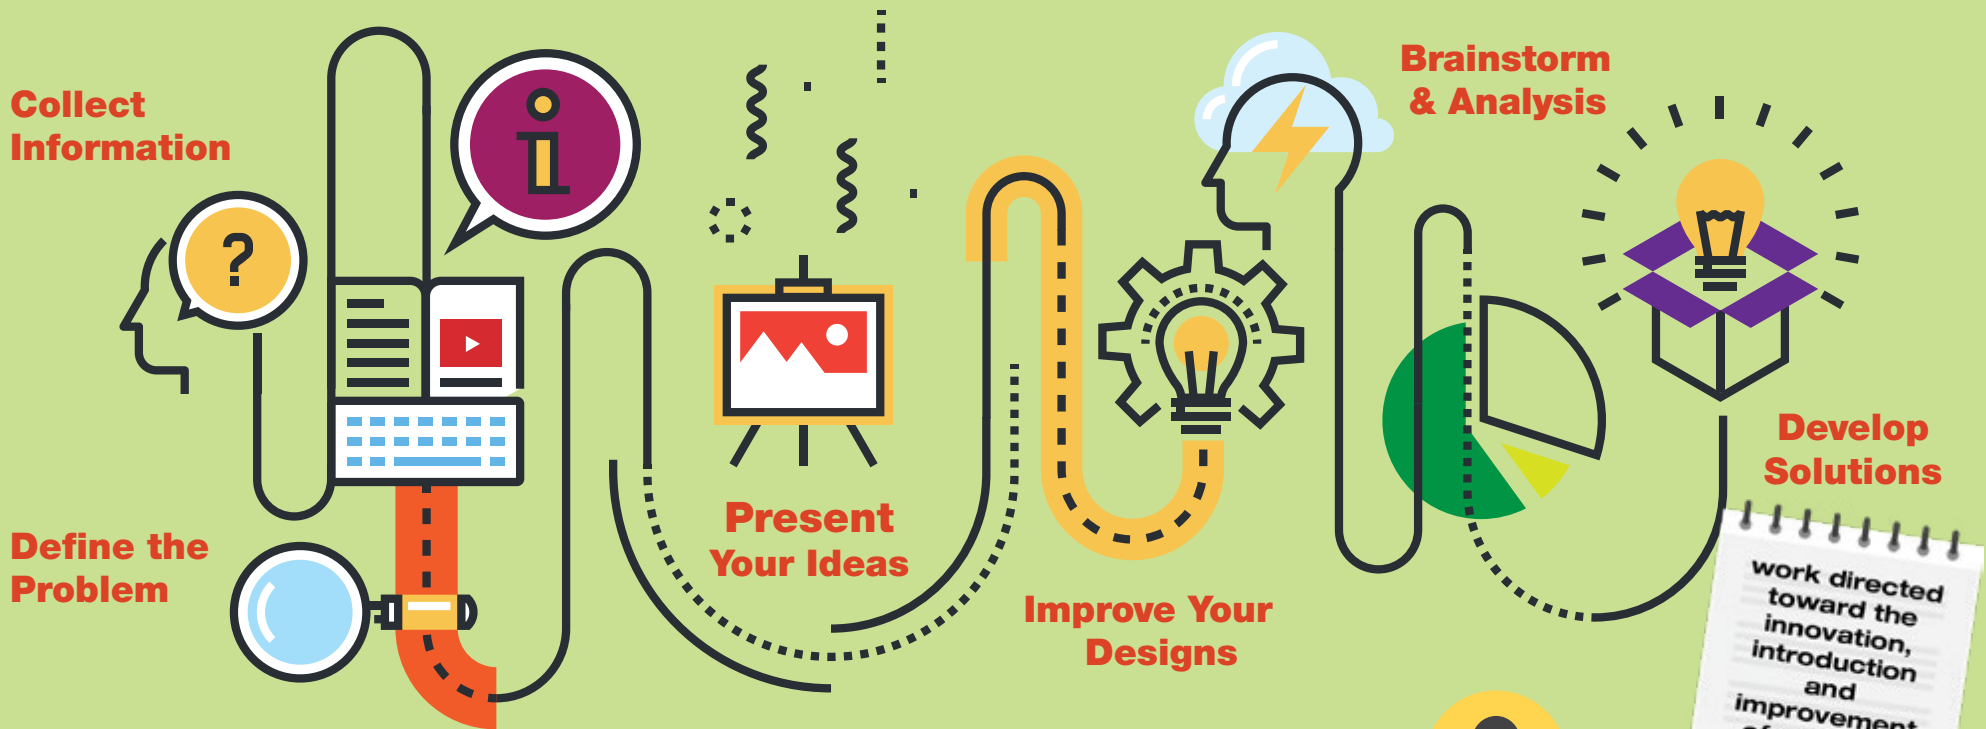 Collect
Information
?
i
Define the
Problem
Present
Your Ideas
Improve Your
Designs
Brainstorm
& Analysis
Develop
Solutions
work directed
toward the
innovation,
introduction
and
improvement